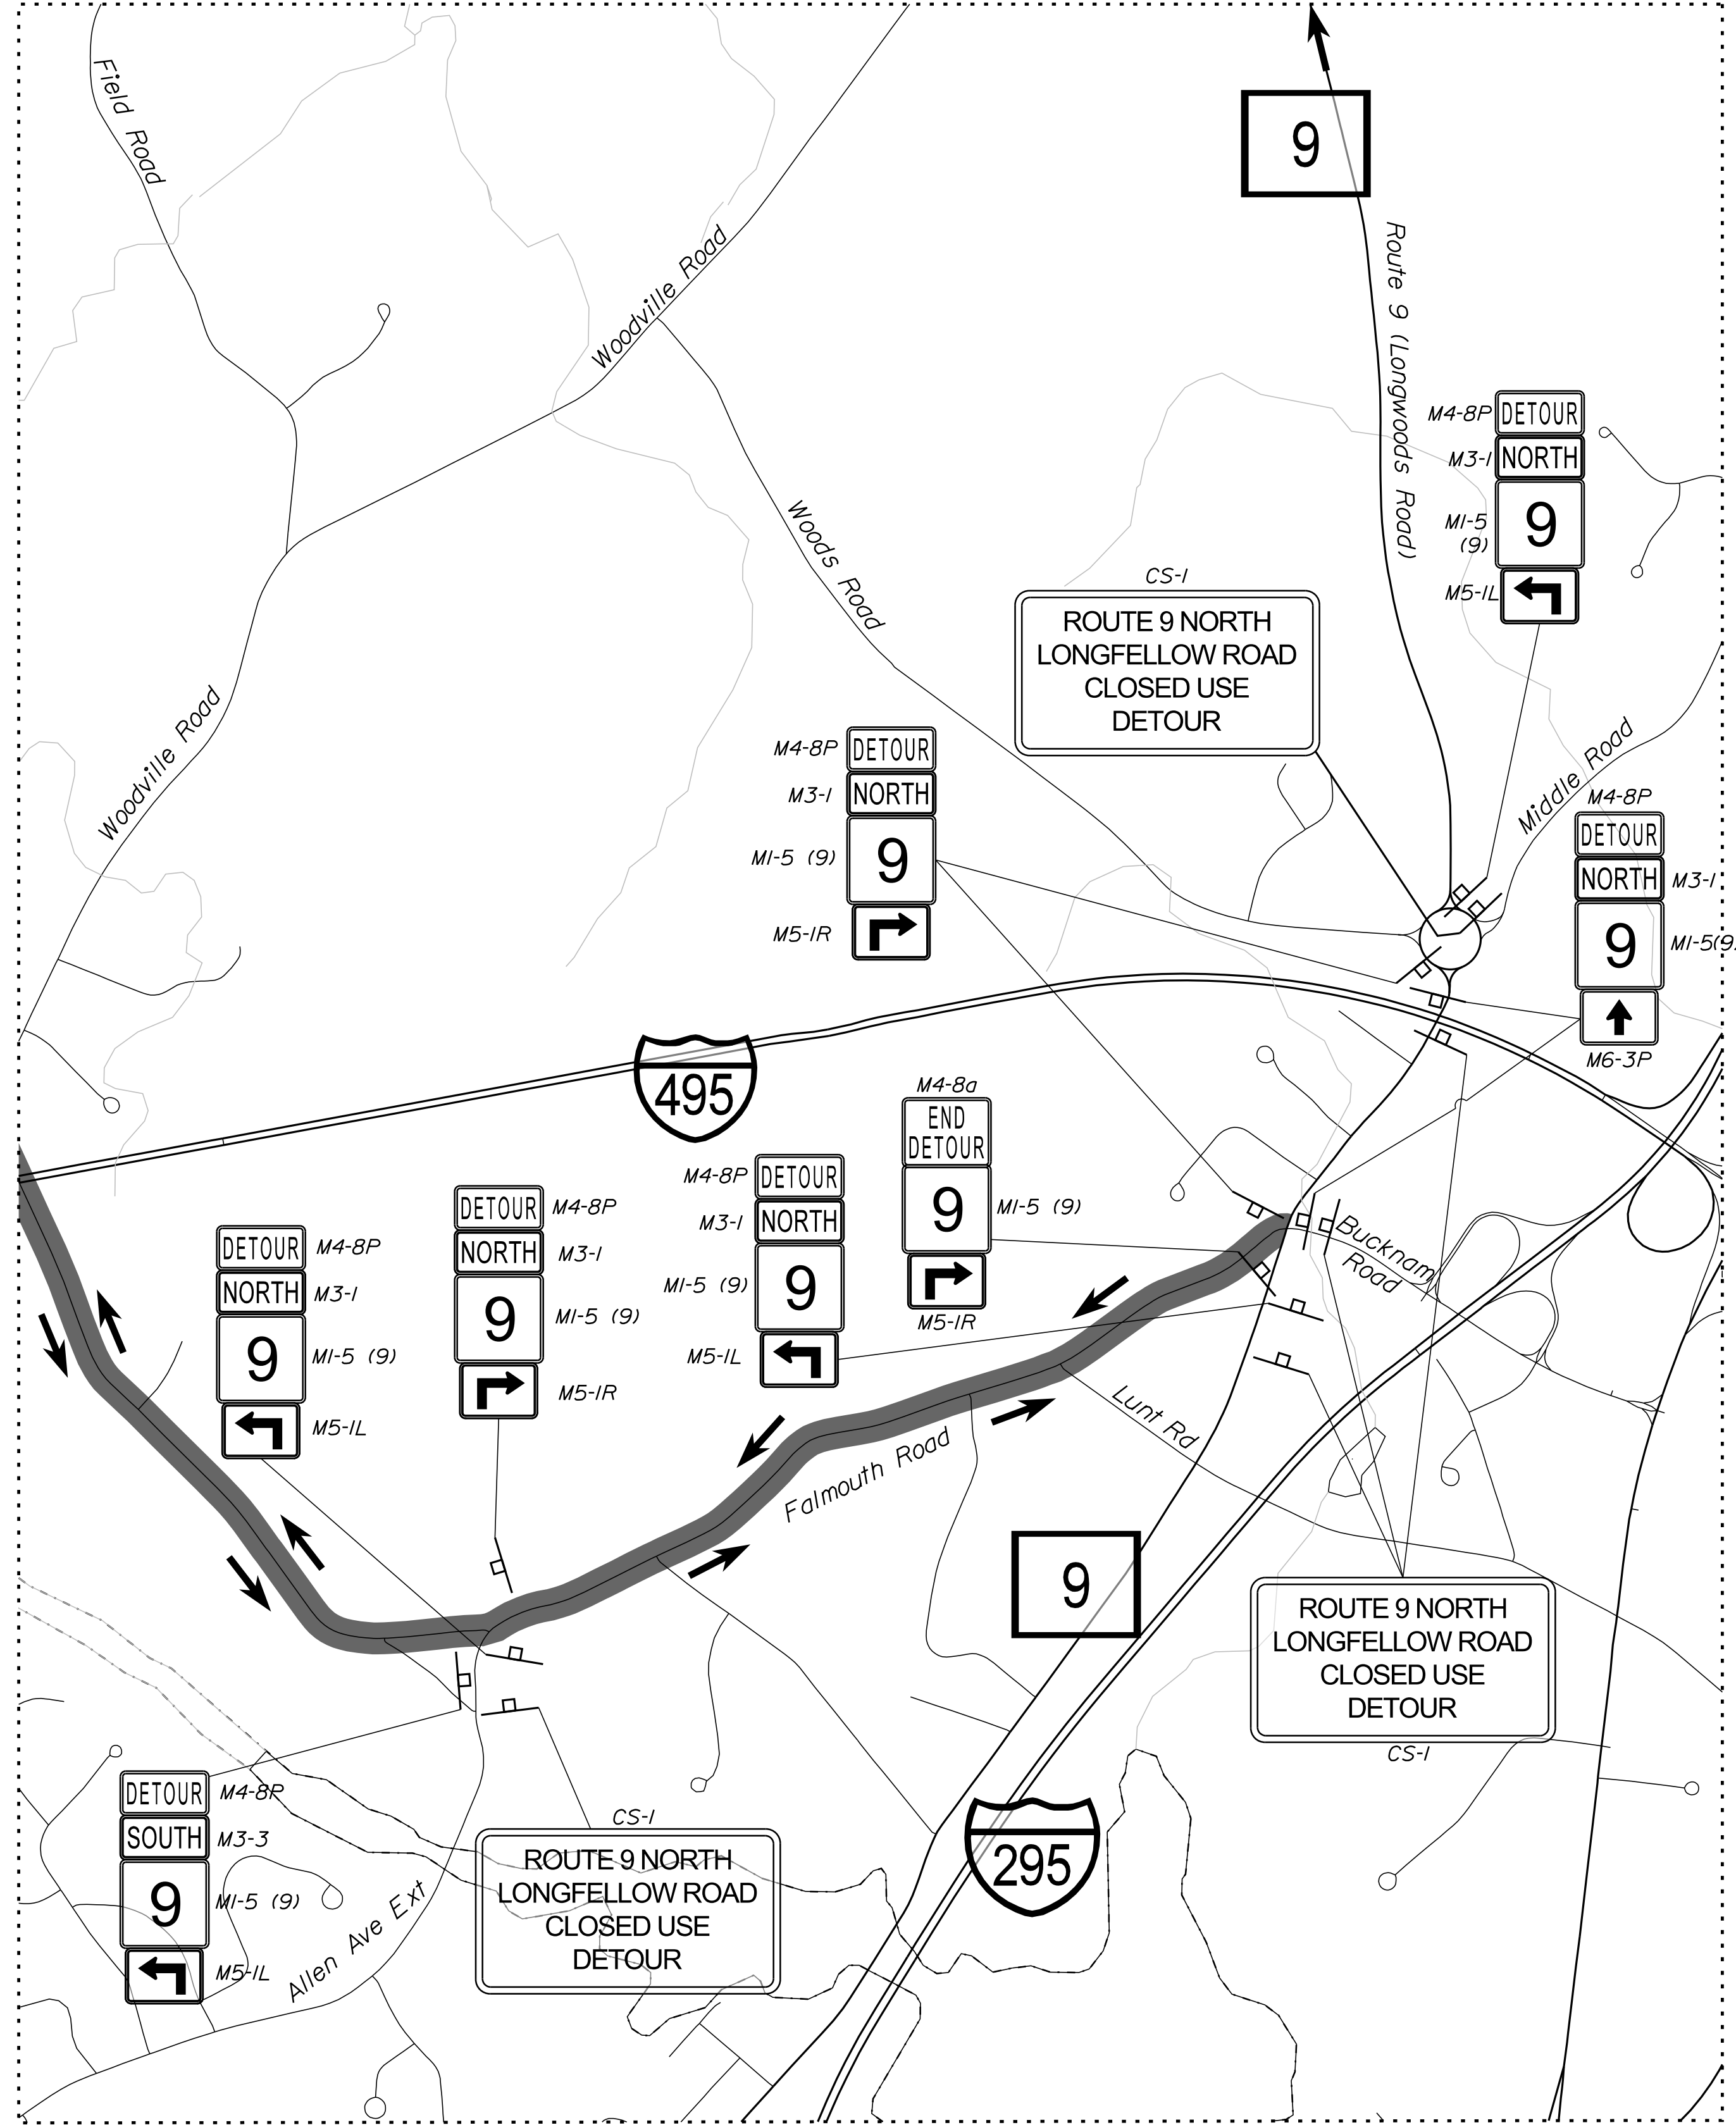 9
Field Road
Woodville Road
Route 9 (Longwoods Road)
M4-8P DETOUR
M3-1 NORTH
M1-5
(9)
9
M5-1L
Woods Road
CS-1
ROUTE 9 NORTH
LONGFELLOW ROAD
CLOSED USE
DETOUR
Woodville Road
M4-8P DETOUR
M3-1 NORTH
M1-5 (9) 9
M5-1R
Middle Road
M4-8P
DETOUR
NORTH M3-1
9 M1-5(9)
M6-3P
495
M4-8a
END
DETOUR
9 M1-5 (9)
M5-1R
M4-8P DETOUR
M3-1 NORTH
M1-5 (9) 9
M5-1L
DETOUR M4-8P
NORTH M3-1
9 M1-5 (9)
M5-1R
DETOUR M4-8P
NORTH M3-1
9 M1-5 (9)
M5-1L
Bucknam
Road
Lunt Rd
Falmouth Road
9
ROUTE 9 NORTH
LONGFELLOW ROAD
CLOSED USE
DETOUR
CS-1
DETOUR M4-8P
SOUTH M3-3
9 M1-5 (9)
M5-1L
Allen Ave Ext
CS-1
ROUTE 9 NORTH
LONGFELLOW ROAD
CLOSED USE
DETOUR
295